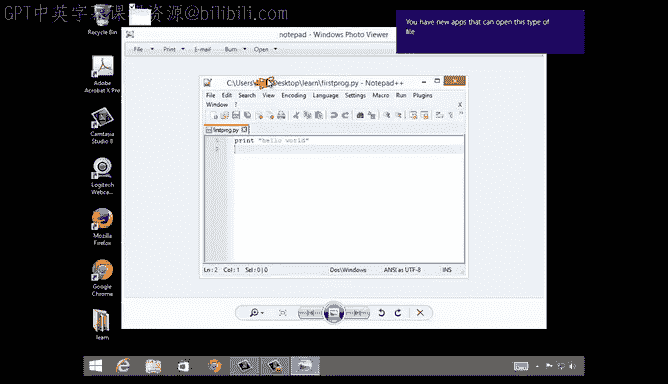 GPT中英字幕课程资源@bilibili.com
Recycle Bin
notepad - Windows Photo Viewer
You have new apps that can open this type of
file
File Print E-mail Burn Open
Adobe
Acrobat X Pro
C:\Users\ Desktop\learn\firstprog.py - Notepad++
File Edit Search View Encoding Language Settings Macro Run Plugins
Window ? X
firstprog.py
1 print "hello world"
2
Camtasia
Studio 8
Logitech
Webca...
Mozilla
Firefox
Google
Chrome
Ln : 2 Col : 1 Sel : 0 | 0 Dos\Windows ANSI as UTF-8 INS
learn